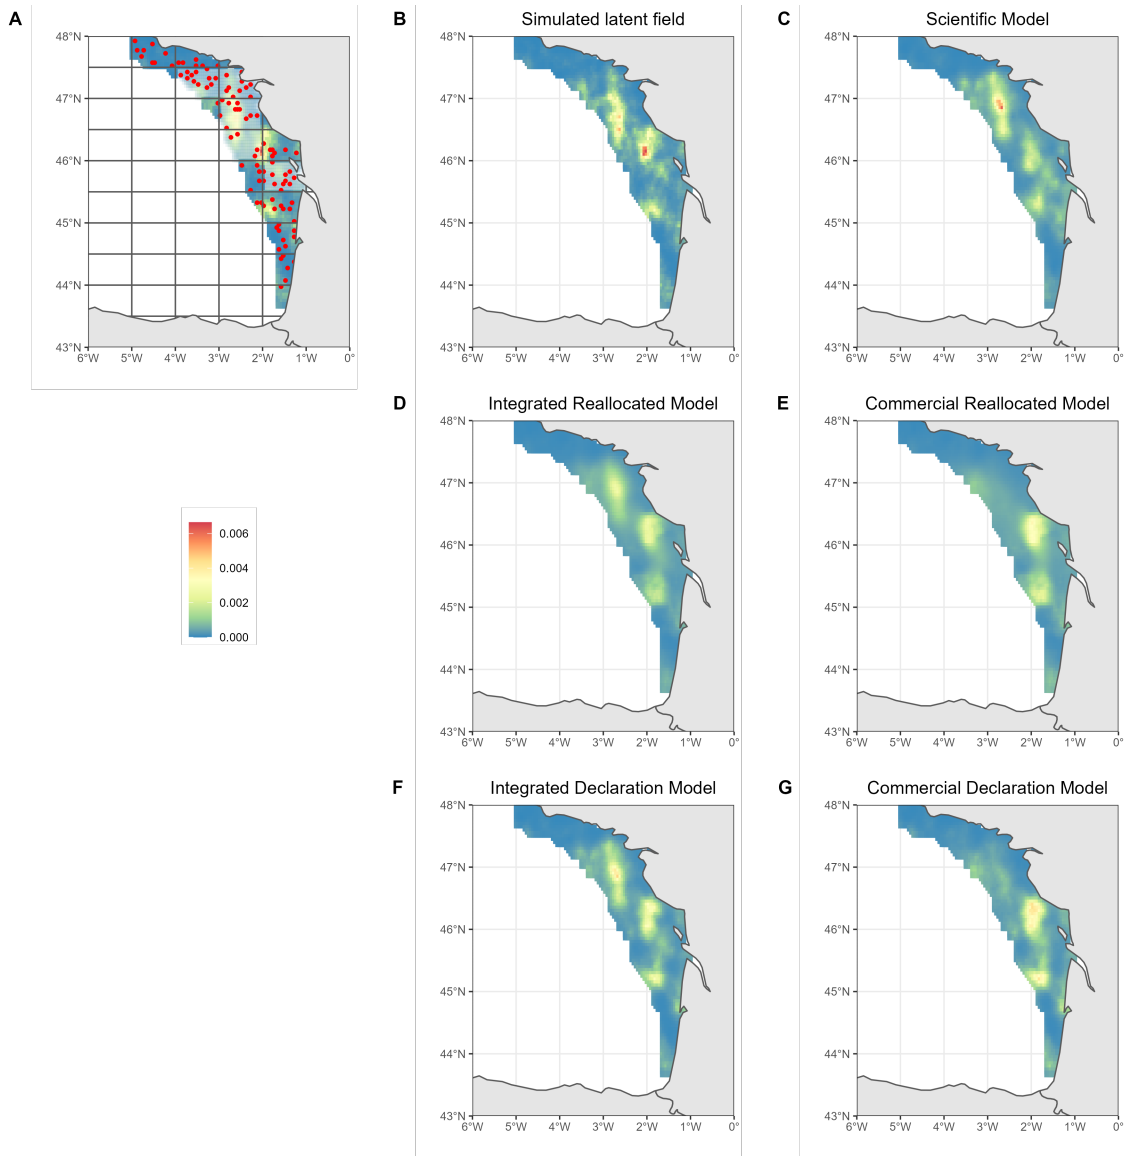 A
48°N
47°N
46°N
45°N
44°N
43°N
6°W 5°W 4°W 3°W 2°W 1°W 0°
B
Simulated latent field
48°N
47°N
46°N
45°N
44°N
43°N
6°W 5°W 4°W 3°W 2°W 1°W 0°
C
Scientific Model
48°N
47°N
46°N
45°N
44°N
43°N
6°W 5°W 4°W 3°W 2°W 1°W 0°
D
Integrated Reallocated Model
48°N
47°N
46°N
45°N
44°N
43°N
6°W 5°W 4°W 3°W 2°W 1°W 0°
E
Commercial Reallocated Model
48°N
47°N
46°N
45°N
44°N
43°N
6°W 5°W 4°W 3°W 2°W 1°W 0°
0.006
0.004
0.002
0.000
F
Integrated Declaration Model
48°N
47°N
46°N
45°N
44°N
43°N
6°W 5°W 4°W 3°W 2°W 1°W 0°
G
Commercial Declaration Model
48°N
47°N
46°N
45°N
44°N
43°N
6°W 5°W 4°W 3°W 2°W 1°W 0°